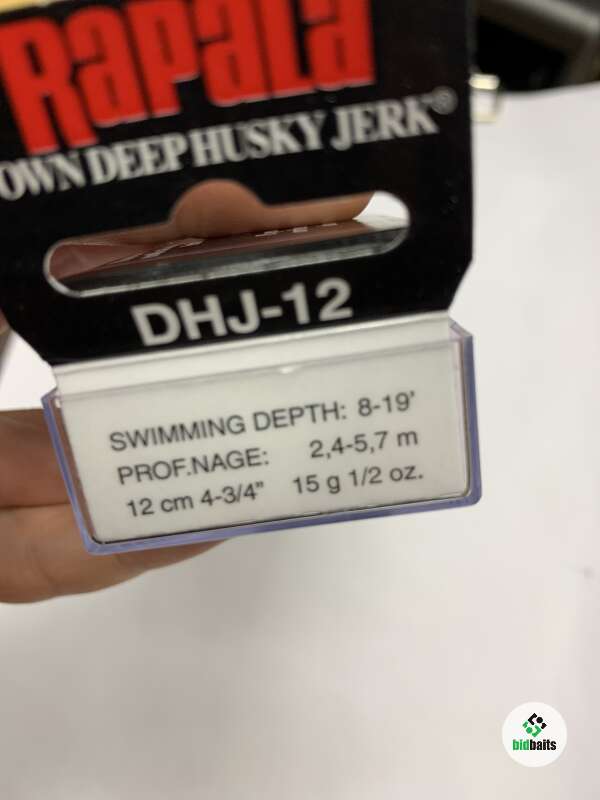 Rapala
OWN DEEP HUSKY JERK®
DHJ-12
SWIMMING DEPTH: 8-19'
PROF.NAGE: 2,4-5,7 m
12 cm 4-3/4" 15 g 1/2 oz.
bidbaits